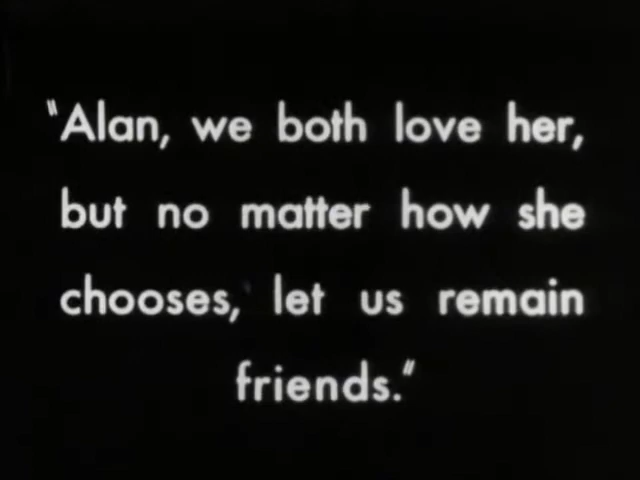 "Alan, we both love her,
but no matter how she
chooses, let us remain
friends."